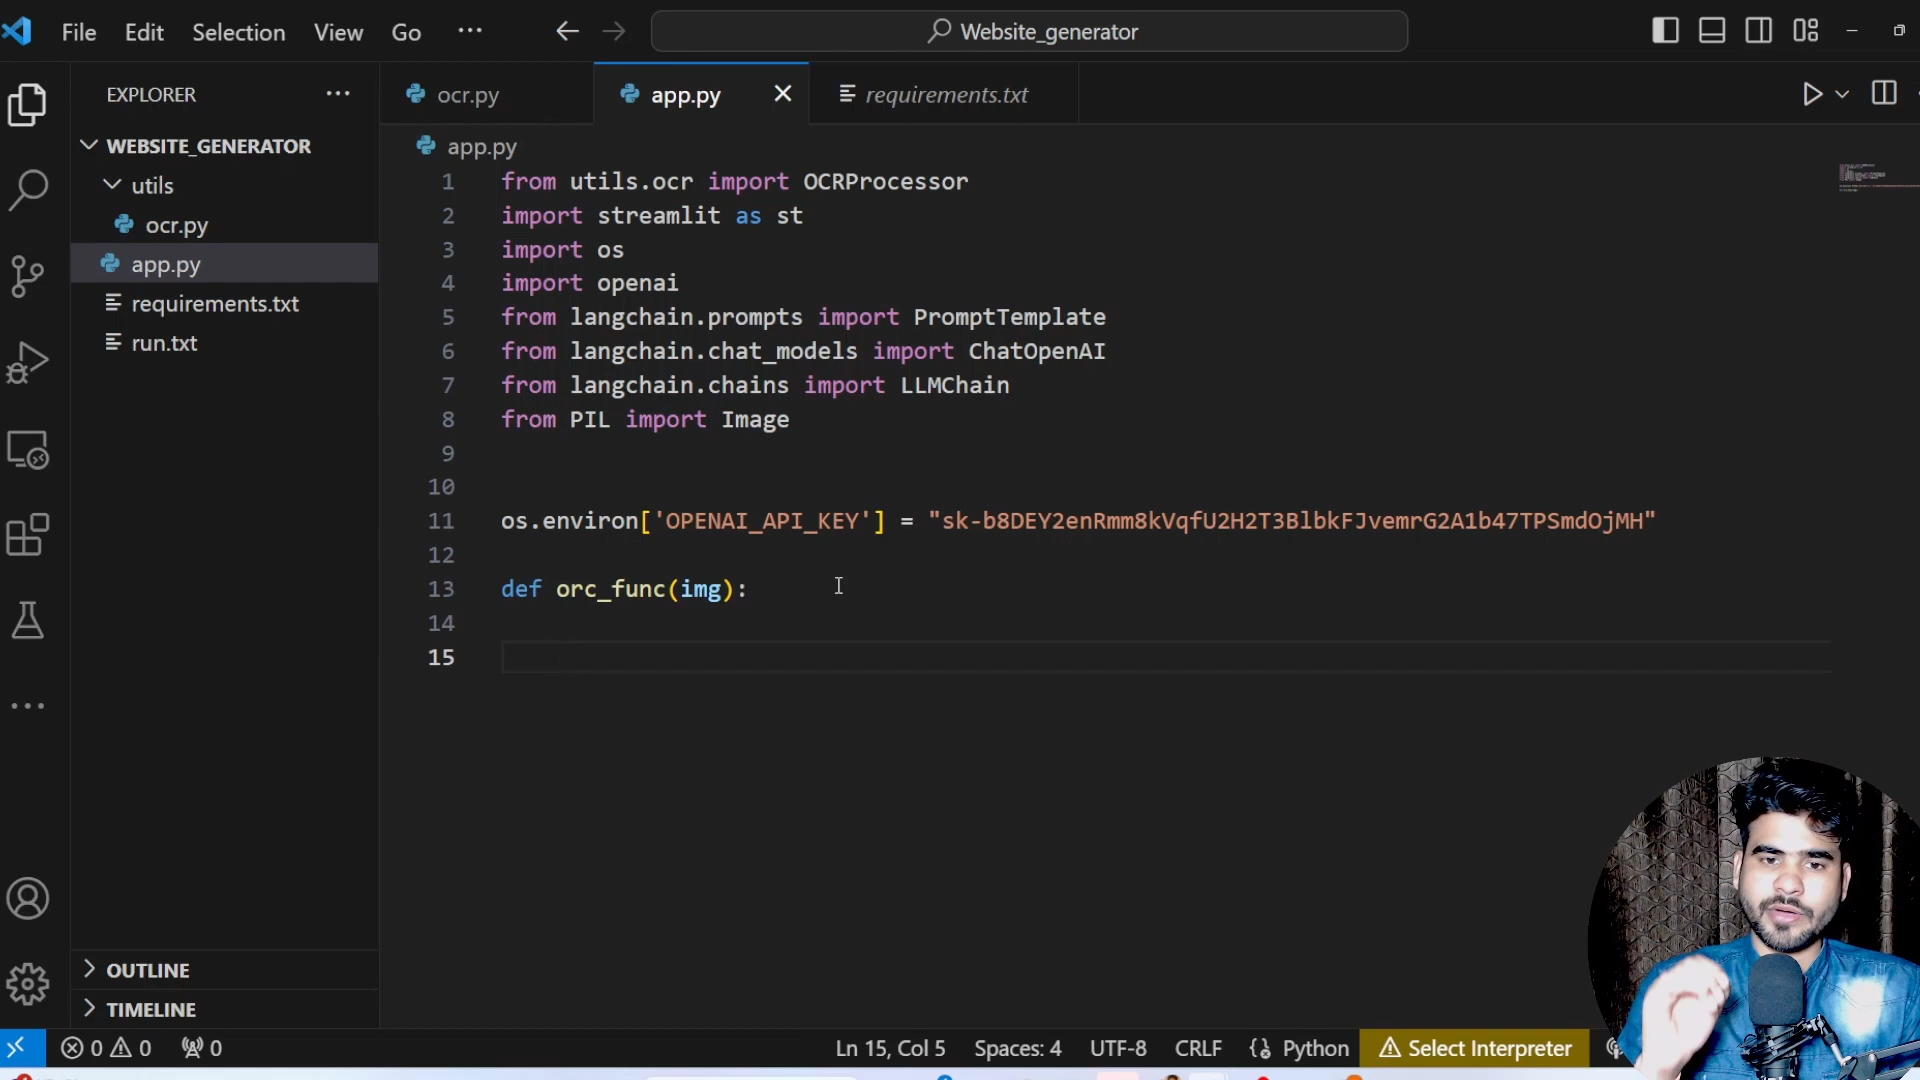 File Edit Selection View Go ... Website_generator
EXPLORER ...
WEBSITE_GENERATOR
utils
ocr.py
app.py
requirements.txt
run.txt
OUTLINE
TIMELINE
ocr.py app.py requirements.txt
app.py
1 from utils.ocr import OCRProcessor
2 import streamlit as st
3 import os
4 import openai
5 from langchain.prompts import PromptTemplate
6 from langchain.chat_models import ChatOpenAI
7 from langchain.chains import LLMChain
8 from PIL import Image
9
10
11 os.environ['OPENAI_API_KEY'] = "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"
12
13 def orc_func(img):
14
15
0 0 0 Ln 15, Col 5 Spaces: 4 UTF-8 CRLF Python Select Interpreter